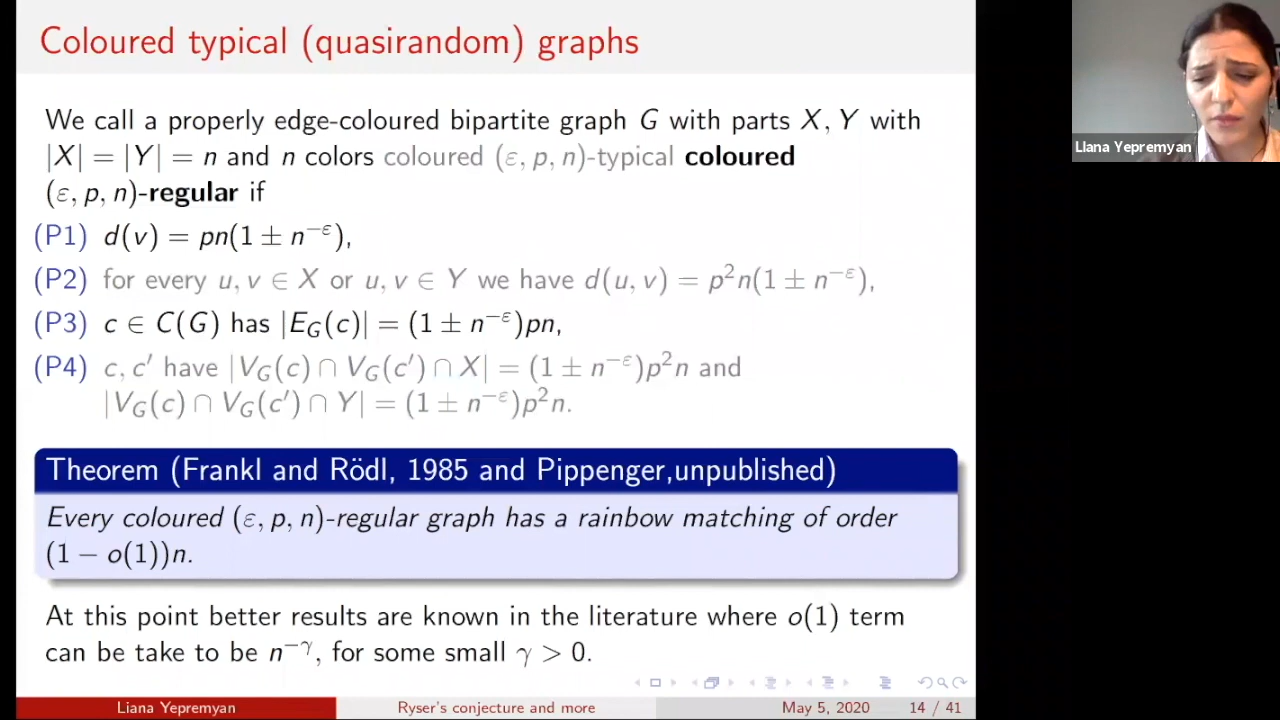 Coloured typical (quasirandom) graphs
We call a properly edge-coloured bipartite graph G with parts X, Y with
|X| = |Y| = n and n colors coloured (ε, p, n)-typical coloured
(ε, p, n)-regular if
(P1) d(v) = pn(1 ± n^{−ε}),
(P2) for every u, v ∈ X or u, v ∈ Y we have d(u, v) = p²n(1 ± n^{−ε}),
(P3) c ∈ C(G) has |E_G(c)| = (1 ± n^{−ε})pn,
(P4) c, c′ have |V_G(c) ∩ V_G(c′) ∩ X| = (1 ± n^{−ε})p²n and
|V_G(c) ∩ V_G(c′) ∩ Y| = (1 ± n^{−ε})p²n.
Theorem (Frankl and Rödl, 1985 and Pippenger,unpublished)
Every coloured (ε, p, n)-regular graph has a rainbow matching of order
(1 − o(1))n.
At this point better results are known in the literature where o(1) term
can be take to be n^{−γ}, for some small γ > 0.
Liana Yepremyan Ryser's conjecture and more May 5, 2020 14 / 41
LIana Yepremyan